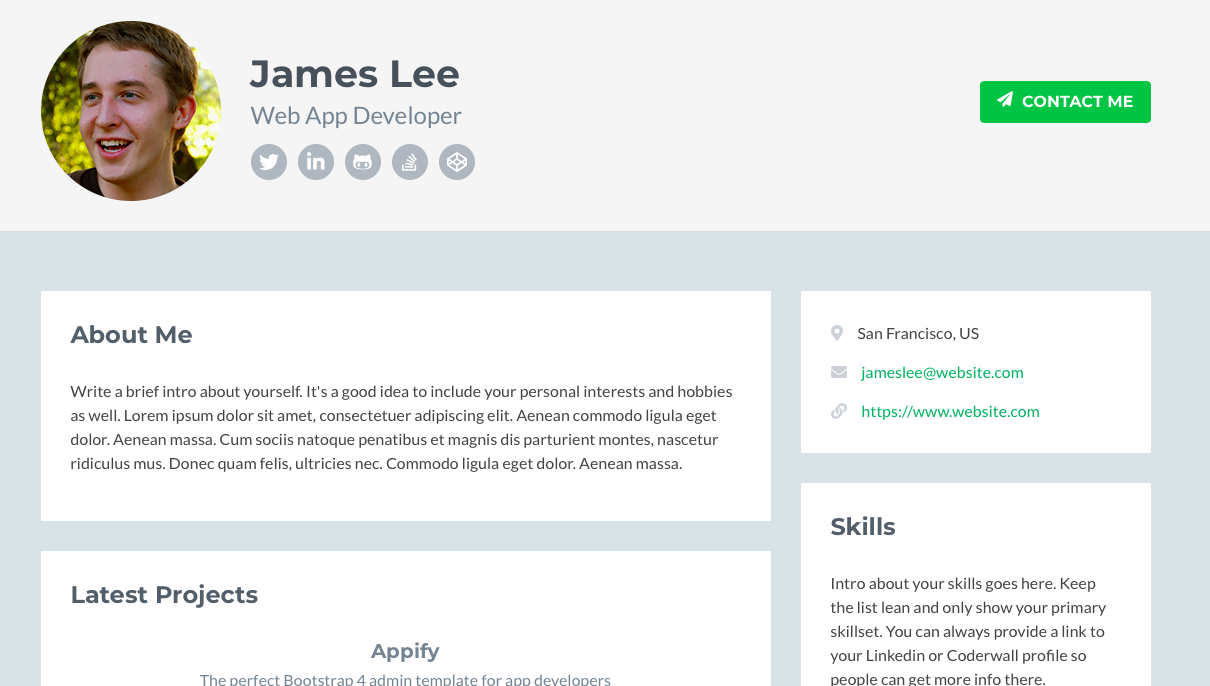 James Lee
Web App Developer
CONTACT ME
About Me
Write a brief intro about yourself. It's a good idea to include your personal interests and hobbies
as well. Lorem ipsum dolor sit amet, consectetuer adipiscing elit. Aenean commodo ligula eget
dolor. Aenean massa. Cum sociis natoque penatibus et magnis dis parturient montes, nascetur
ridiculus mus. Donec quam felis, ultricies nec. Commodo ligula eget dolor. Aenean massa.
Latest Projects
Appify
The perfect Bootstrap 4 admin template for app developers
San Francisco, US
jameslee@website.com
https://www.website.com
Skills
Intro about your skills goes here. Keep
the list lean and only show your primary
skillset. You can always provide a link to
your Linkedin or Coderwall profile so
people can get more info there.